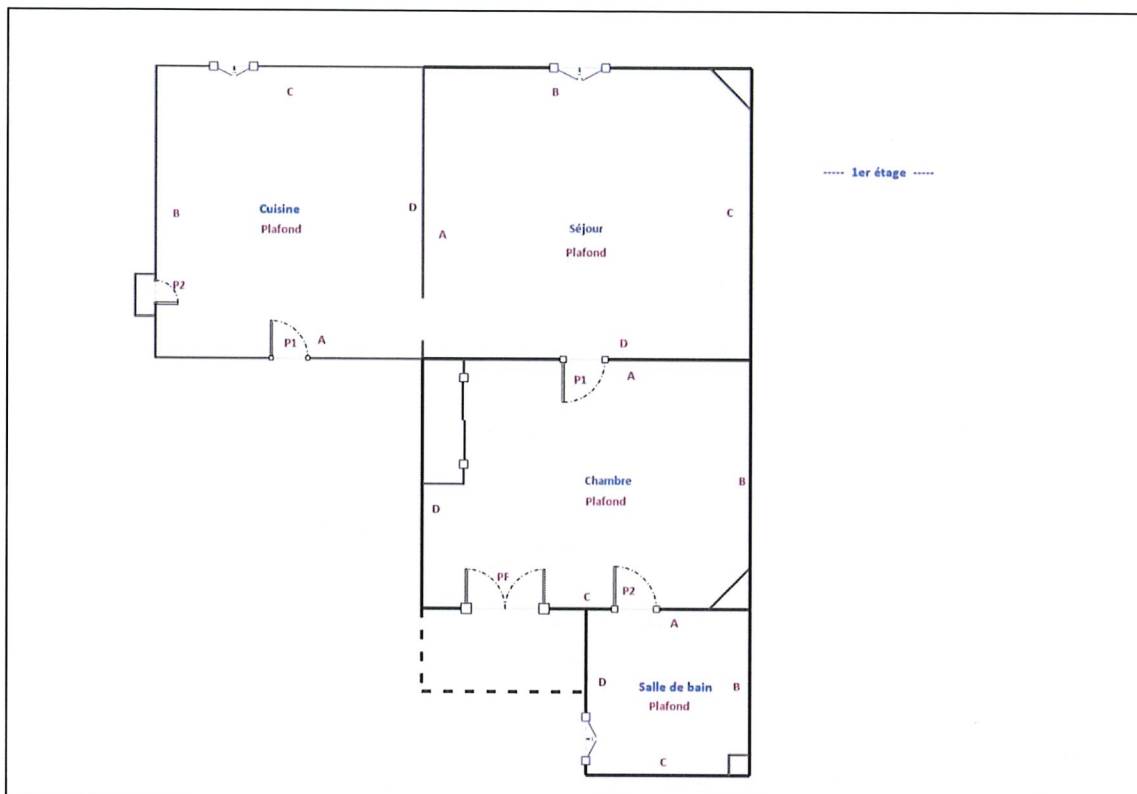 C
B
----- 1er étage -----
Cuisine
Plafond
B
D
A
Séjour
Plafond
C
P2
P1
A
D
P1
A
Chambre
Plafond
B
D
PF
C
P2
A
D
Salle de bain
Plafond
B
C